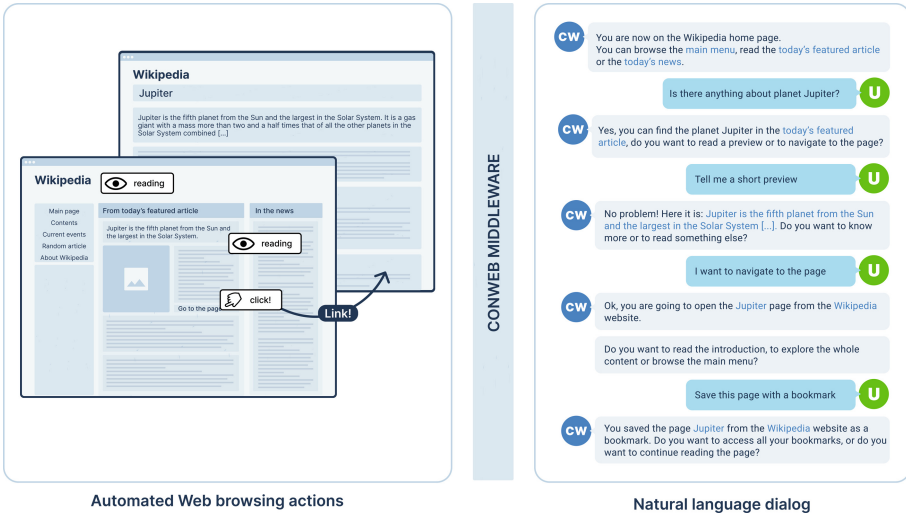 Wikipedia
Jupiter
Jupiter is the fifth planet from the Sun and the largest in the Solar System. It is a gas
giant with a mass more than two and a half times that of all the other planets in the
Solar System combined [...]
Wikipedia
reading
Main page
Contents
Current events
Random article
About Wikipedia
From today's featured article
In the news
Jupiter is the fifth planet from the Sun and
the largest in the Solar System.
reading
click!
Go to the page
Link!
Automated Web browsing actions
CONWEB MIDDLEWARE
CW
You are now on the Wikipedia home page.
You can browse the main menu, read the today's featured article
or the today's news.
Is there anything about planet Jupiter?
U
CW
Yes, you can find the planet Jupiter in the today's featured
article, do you want to read a preview or to navigate to the page?
Tell me a short preview
U
CW
No problem! Here it is: Jupiter is the fifth planet from the Sun
and the largest in the Solar System [...]. Do you want to know
more or to read something else?
I want to navigate to the page
U
CW
Ok, you are going to open the Jupiter page from the Wikipedia
website.
Do you want to read the introduction, to explore the whole
content or browse the main menu?
Save this page with a bookmark
U
CW
You saved the page Jupiter from the Wikipedia website as a
bookmark. Do you want to access all your bookmarks, or do you
want to continue reading the page?
Natural language dialog